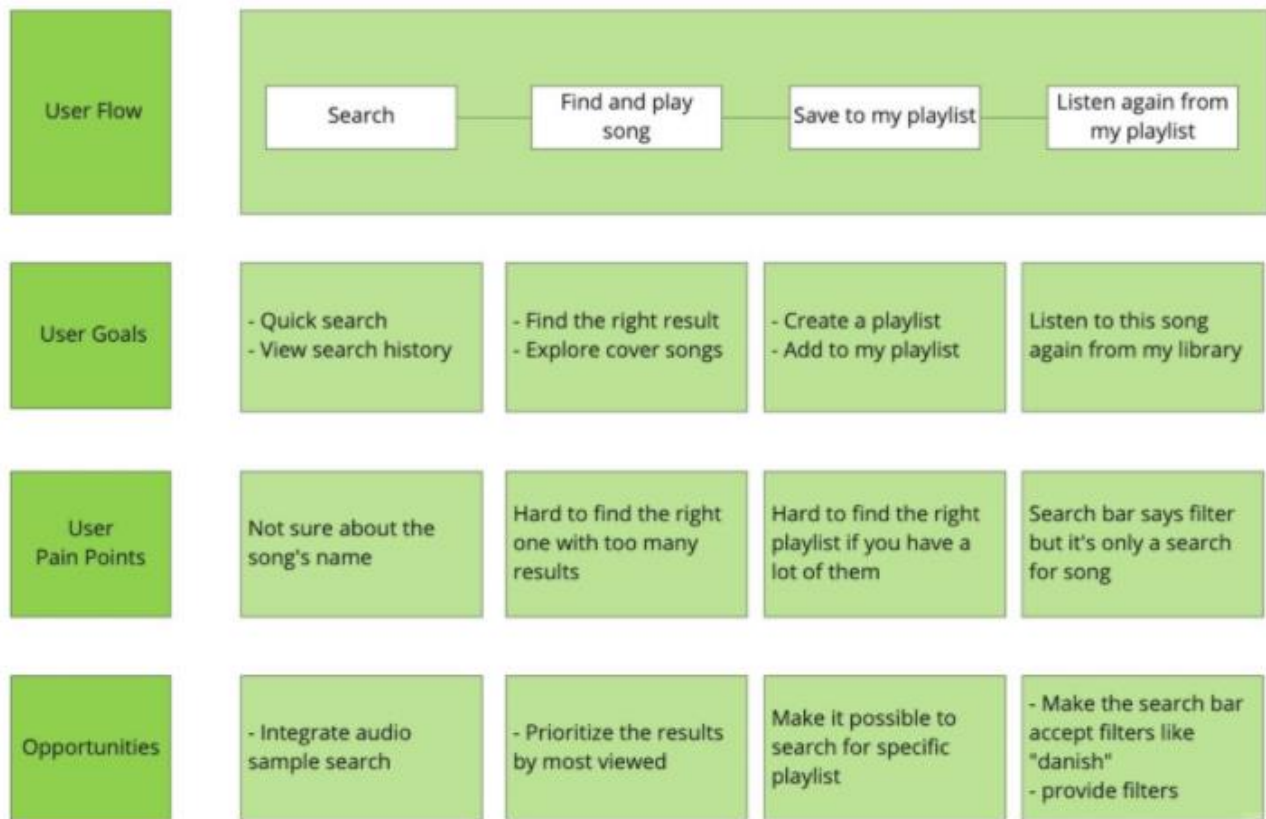 User Flow
Search
Find and play
song
Save to my playlist
Listen again from
my playlist
User Goals
- Quick search
- View search history
- Find the right result
- Explore cover songs
- Create a playlist
- Add to my playlist
Listen to this song
again from my library
User
Pain Points
Not sure about the
song's name
Hard to find the right
one with too many
results
Hard to find the right
playlist if you have a
lot of them
Search bar says filter
but it's only a search
for song
Opportunities
- Integrate audio
sample search
- Prioritize the results
by most viewed
Make it possible to
search for specific
playlist
- Make the search bar
accept filters like
"danish"
- provide filters